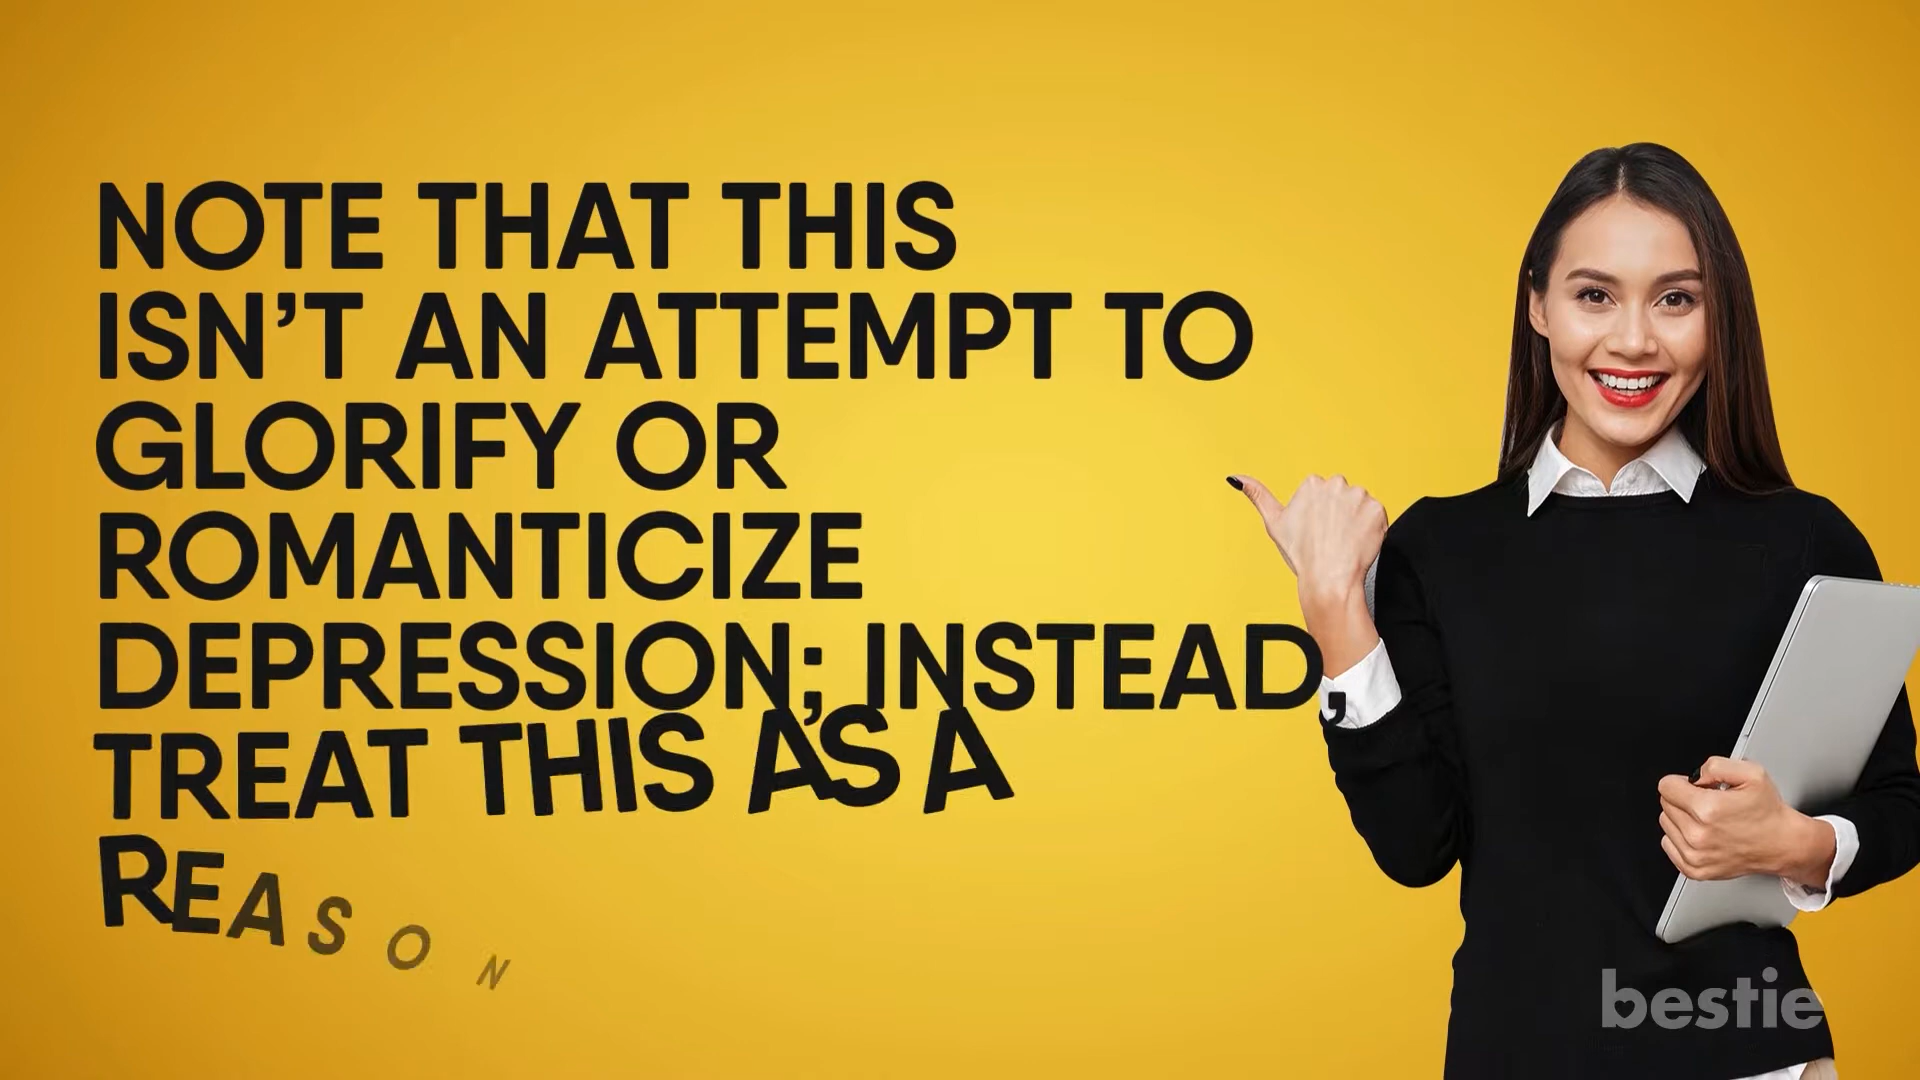 NOTE THAT THIS
ISN’T AN ATTEMPT TO
GLORIFY OR
ROMANTICIZE
DEPRESSION; INSTEAD,
TREAT THIS AS A
REASON
bestie